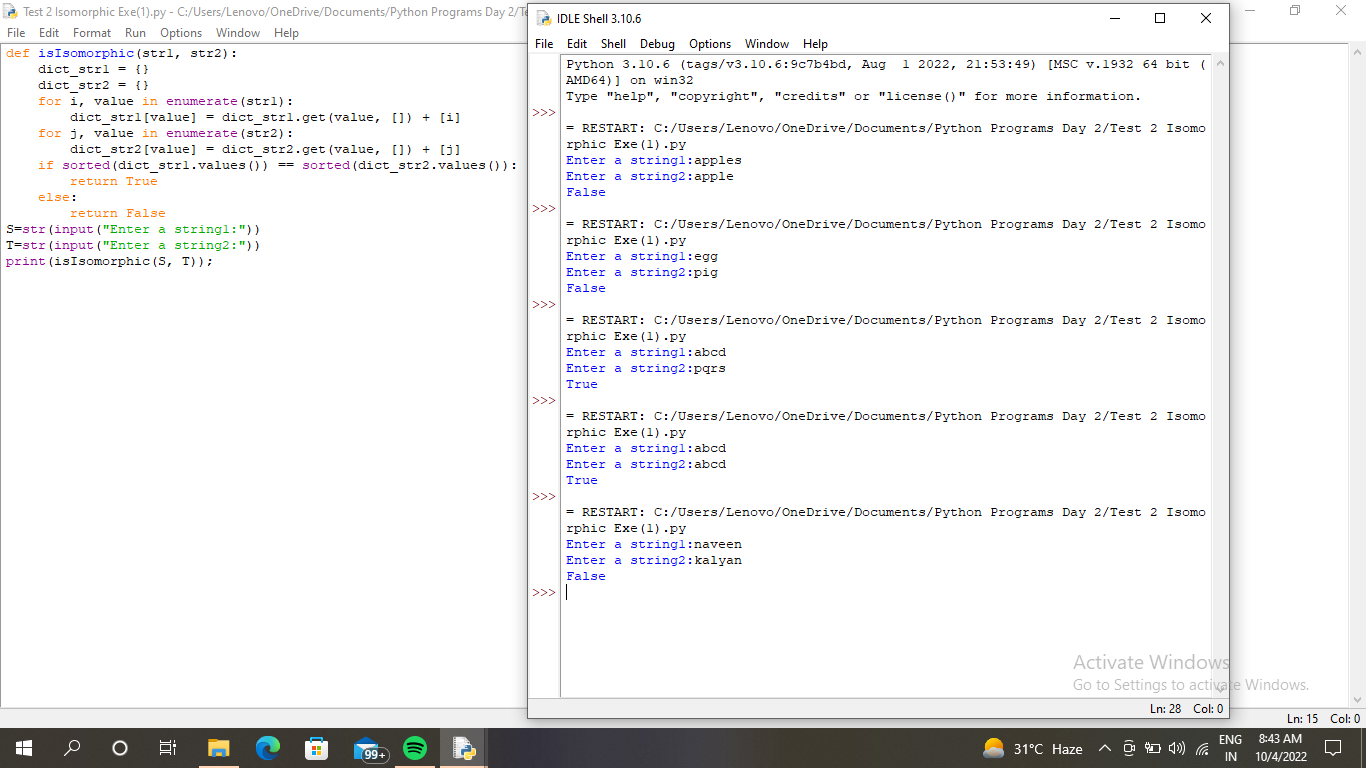 Test 2 Isomorphic Exe(1).py - C:/Users/Lenovo/OneDrive/Documents/Python Programs Day 2/Te
File Edit Format Run Options Window Help
def isIsomorphic(str1, str2):
    dict_str1 = {}
    dict_str2 = {}
    for i, value in enumerate(str1):
        dict_str1[value] = dict_str1.get(value, []) + [i]
    for j, value in enumerate(str2):
        dict_str2[value] = dict_str2.get(value, []) + [j]
    if sorted(dict_str1.values()) == sorted(dict_str2.values()):
        return True
    else:
        return False
S=str(input("Enter a string1:"))
T=str(input("Enter a string2:"))
print(isIsomorphic(S, T));
IDLE Shell 3.10.6
File Edit Shell Debug Options Window Help
Python 3.10.6 (tags/v3.10.6:9c7b4bd, Aug  1 2022, 21:53:49) [MSC v.1932 64 bit (
AMD64)] on win32
Type "help", "copyright", "credits" or "license()" for more information.
>>>
= RESTART: C:/Users/Lenovo/OneDrive/Documents/Python Programs Day 2/Test 2 Isomo
rphic Exe(1).py
Enter a string1:apples
Enter a string2:apple
False
>>>
= RESTART: C:/Users/Lenovo/OneDrive/Documents/Python Programs Day 2/Test 2 Isomo
rphic Exe(1).py
Enter a string1:egg
Enter a string2:pig
False
>>>
= RESTART: C:/Users/Lenovo/OneDrive/Documents/Python Programs Day 2/Test 2 Isomo
rphic Exe(1).py
Enter a string1:abcd
Enter a string2:pqrs
True
>>>
= RESTART: C:/Users/Lenovo/OneDrive/Documents/Python Programs Day 2/Test 2 Isomo
rphic Exe(1).py
Enter a string1:abcd
Enter a string2:abcd
True
>>>
= RESTART: C:/Users/Lenovo/OneDrive/Documents/Python Programs Day 2/Test 2 Isomo
rphic Exe(1).py
Enter a string1:naveen
Enter a string2:kalyan
False
>>>
Activate Windows
Go to Settings to activate Windows.
Ln: 28 Col: 0
Ln: 15 Col: 0
99+
31°C Haze
ENG
IN
8:43 AM
10/4/2022